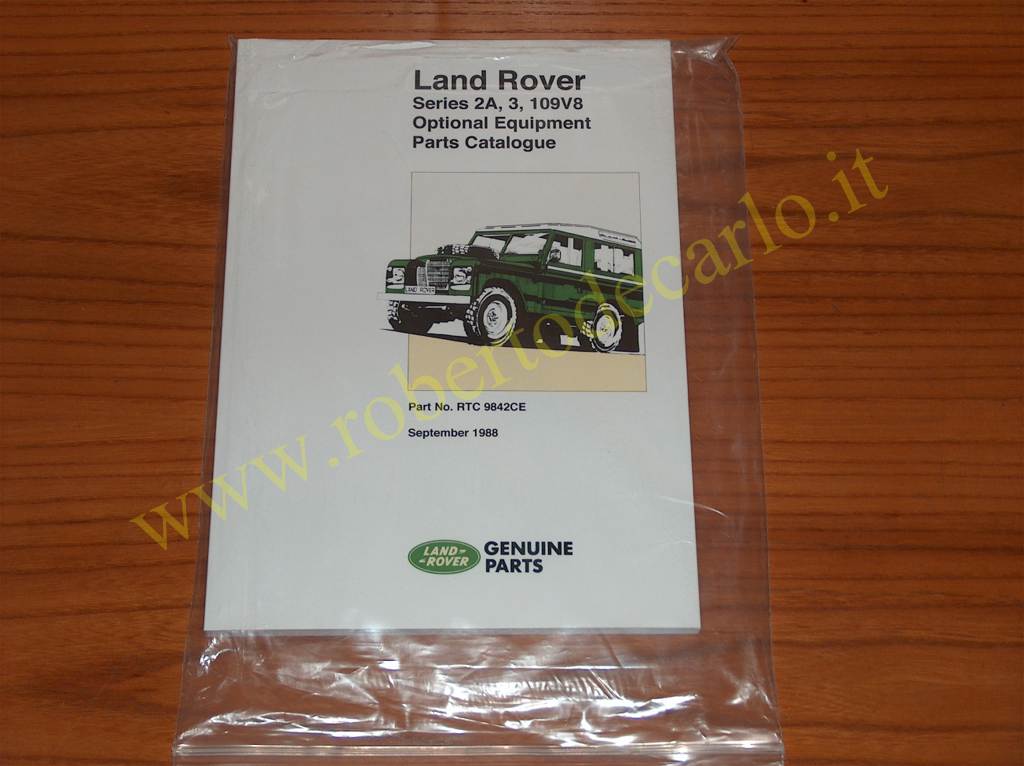 Land Rover
Series 2A, 3, 109V8
Optional Equipment
Parts Catalogue
LAND ROVER
Part No. RTC 9842CE
September 1988
LAND-
-ROVER
GENUINE
PARTS
www.robertodecarlo.it